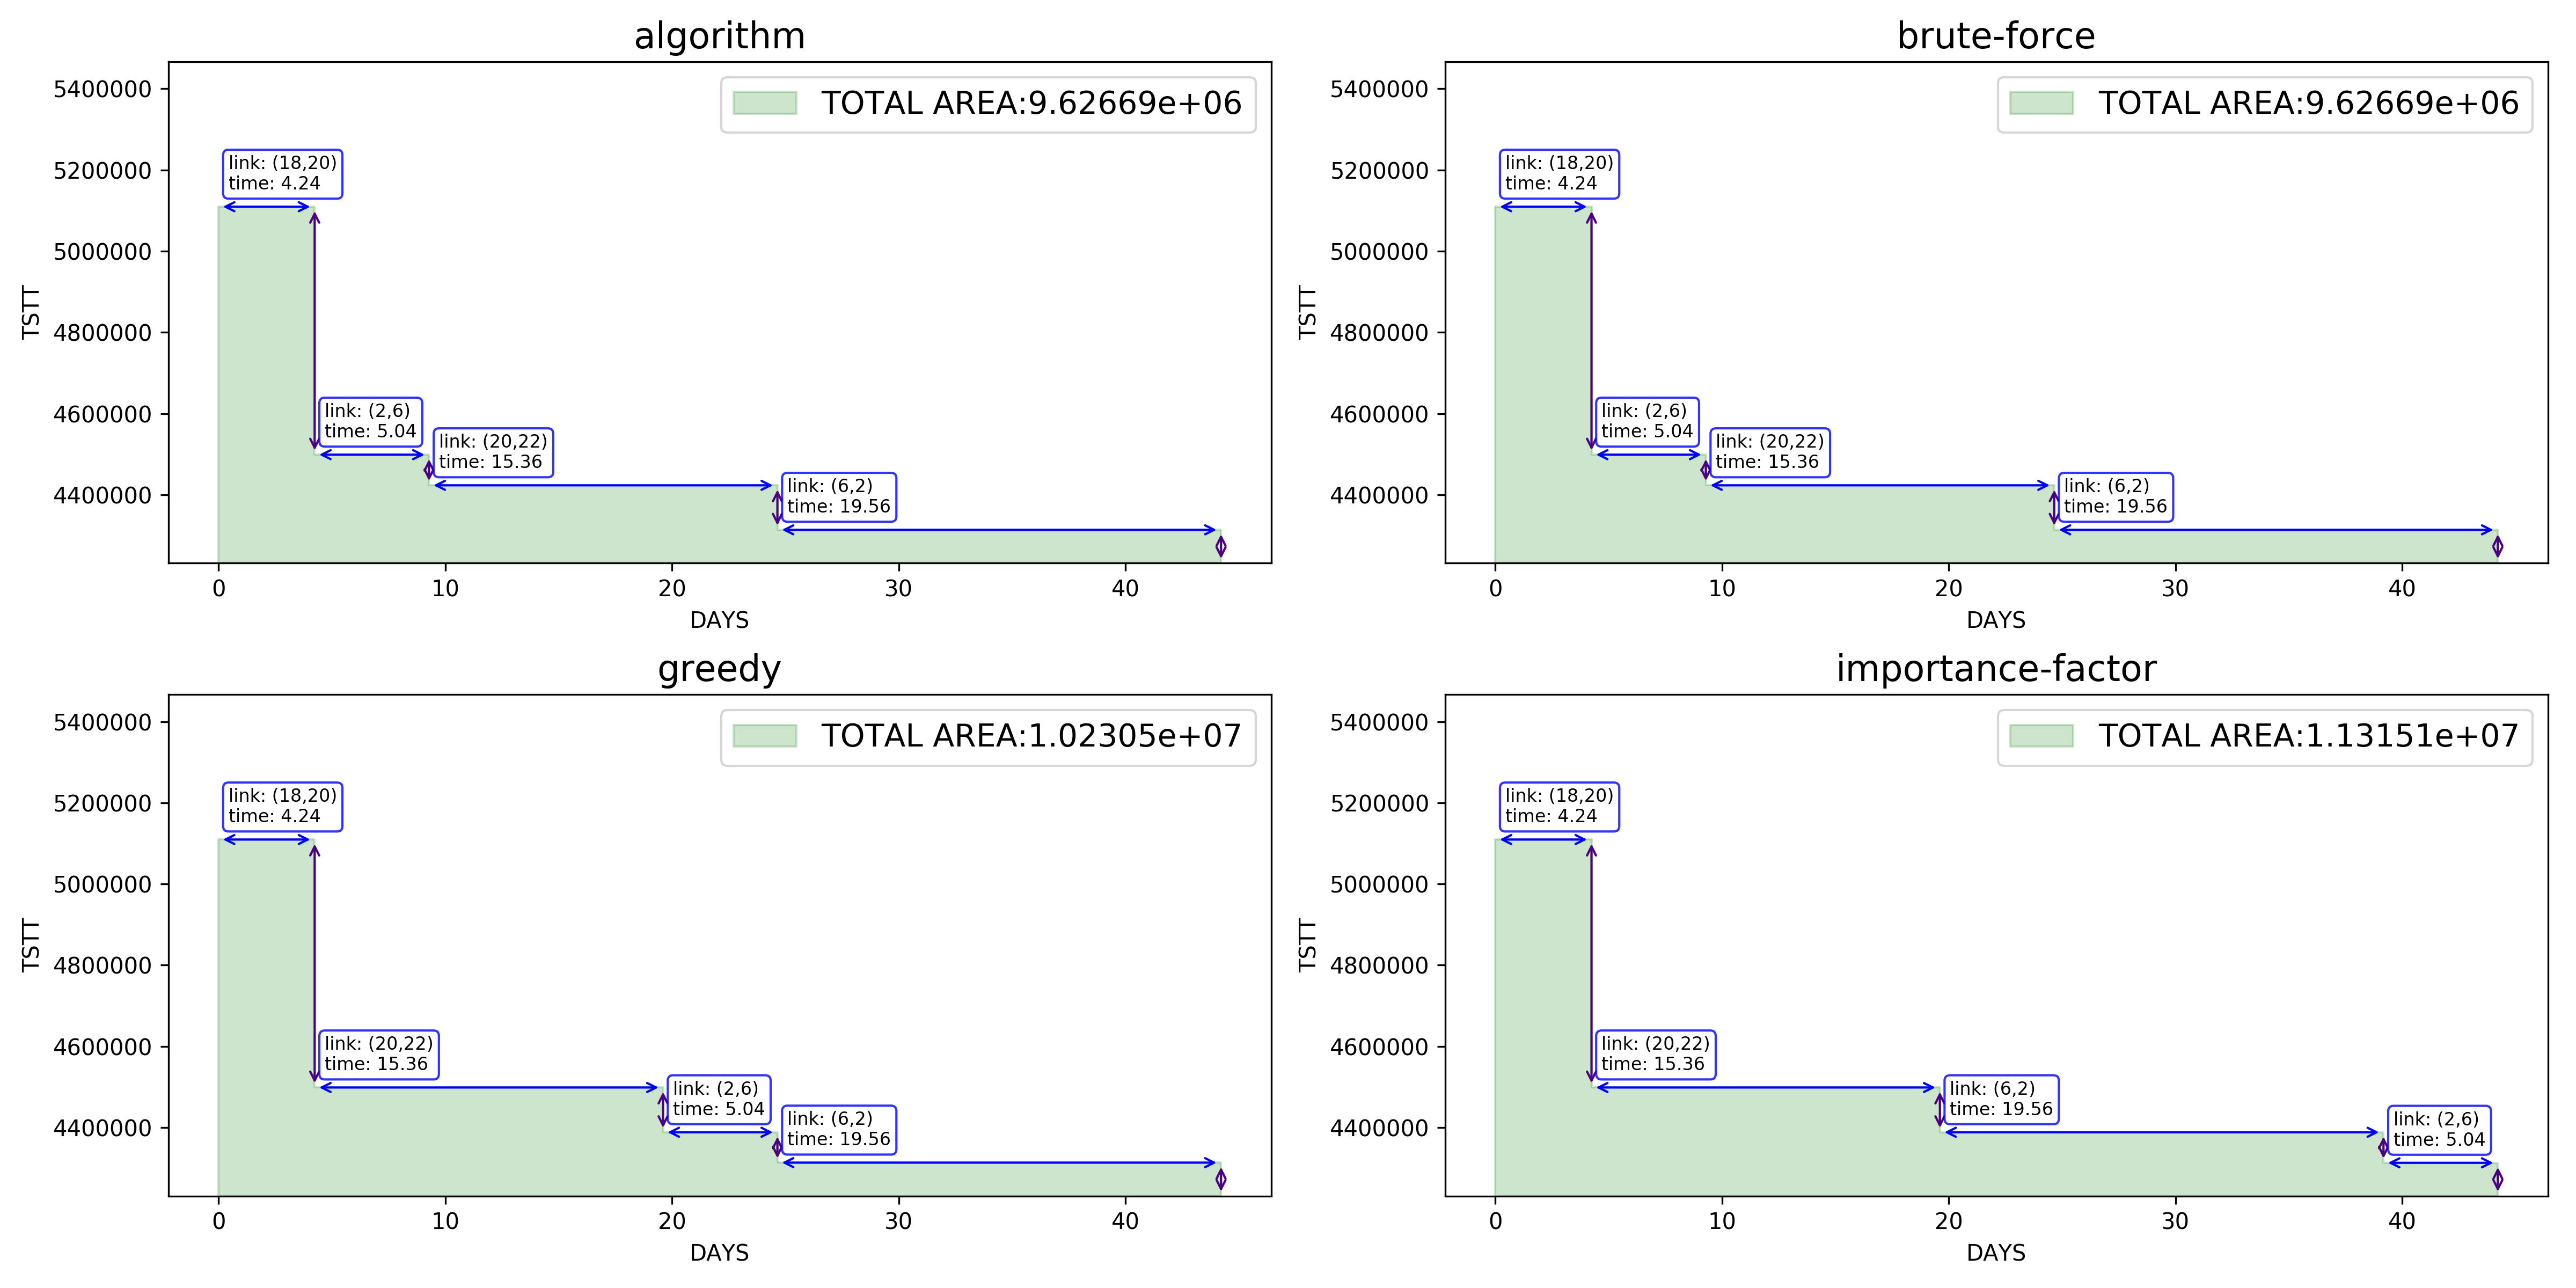 algorithm
TOTAL AREA:9.62669e+06
5400000
5200000
5000000
4800000
4600000
4400000
TSTT
link: (18,20)
time: 4.24
link: (2,6)
time: 5.04
link: (20,22)
time: 15.36
link: (6,2)
time: 19.56
0 10 20 30 40
DAYS
brute-force
TOTAL AREA:9.62669e+06
5400000
5200000
5000000
4800000
4600000
4400000
TSTT
link: (18,20)
time: 4.24
link: (2,6)
time: 5.04
link: (20,22)
time: 15.36
link: (6,2)
time: 19.56
0 10 20 30 40
DAYS
greedy
TOTAL AREA:1.02305e+07
5400000
5200000
5000000
4800000
4600000
4400000
TSTT
link: (18,20)
time: 4.24
link: (20,22)
time: 15.36
link: (2,6)
time: 5.04
link: (6,2)
time: 19.56
0 10 20 30 40
DAYS
importance-factor
TOTAL AREA:1.13151e+07
5400000
5200000
5000000
4800000
4600000
4400000
TSTT
link: (18,20)
time: 4.24
link: (20,22)
time: 15.36
link: (6,2)
time: 19.56
link: (2,6)
time: 5.04
0 10 20 30 40
DAYS